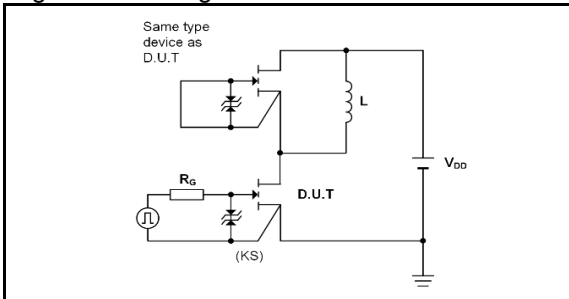 Same type
device as
D.U.T
L
V_DD
R_G
D.U.T
(KS)